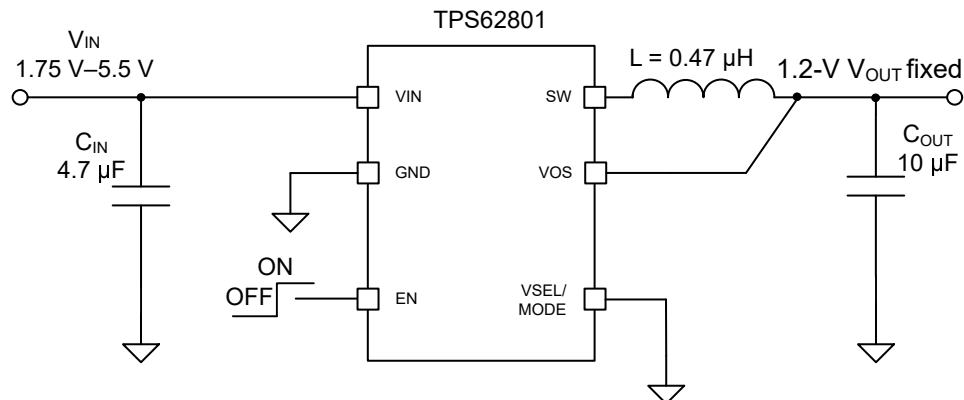 TPS62801
VIN
1.75 V–5.5 V
L = 0.47 µH
1.2-V VOUT fixed
VIN
SW
CIN
4.7 µF
COUT
10 µF
GND
VOS
ON
OFF
EN
VSEL/
MODE